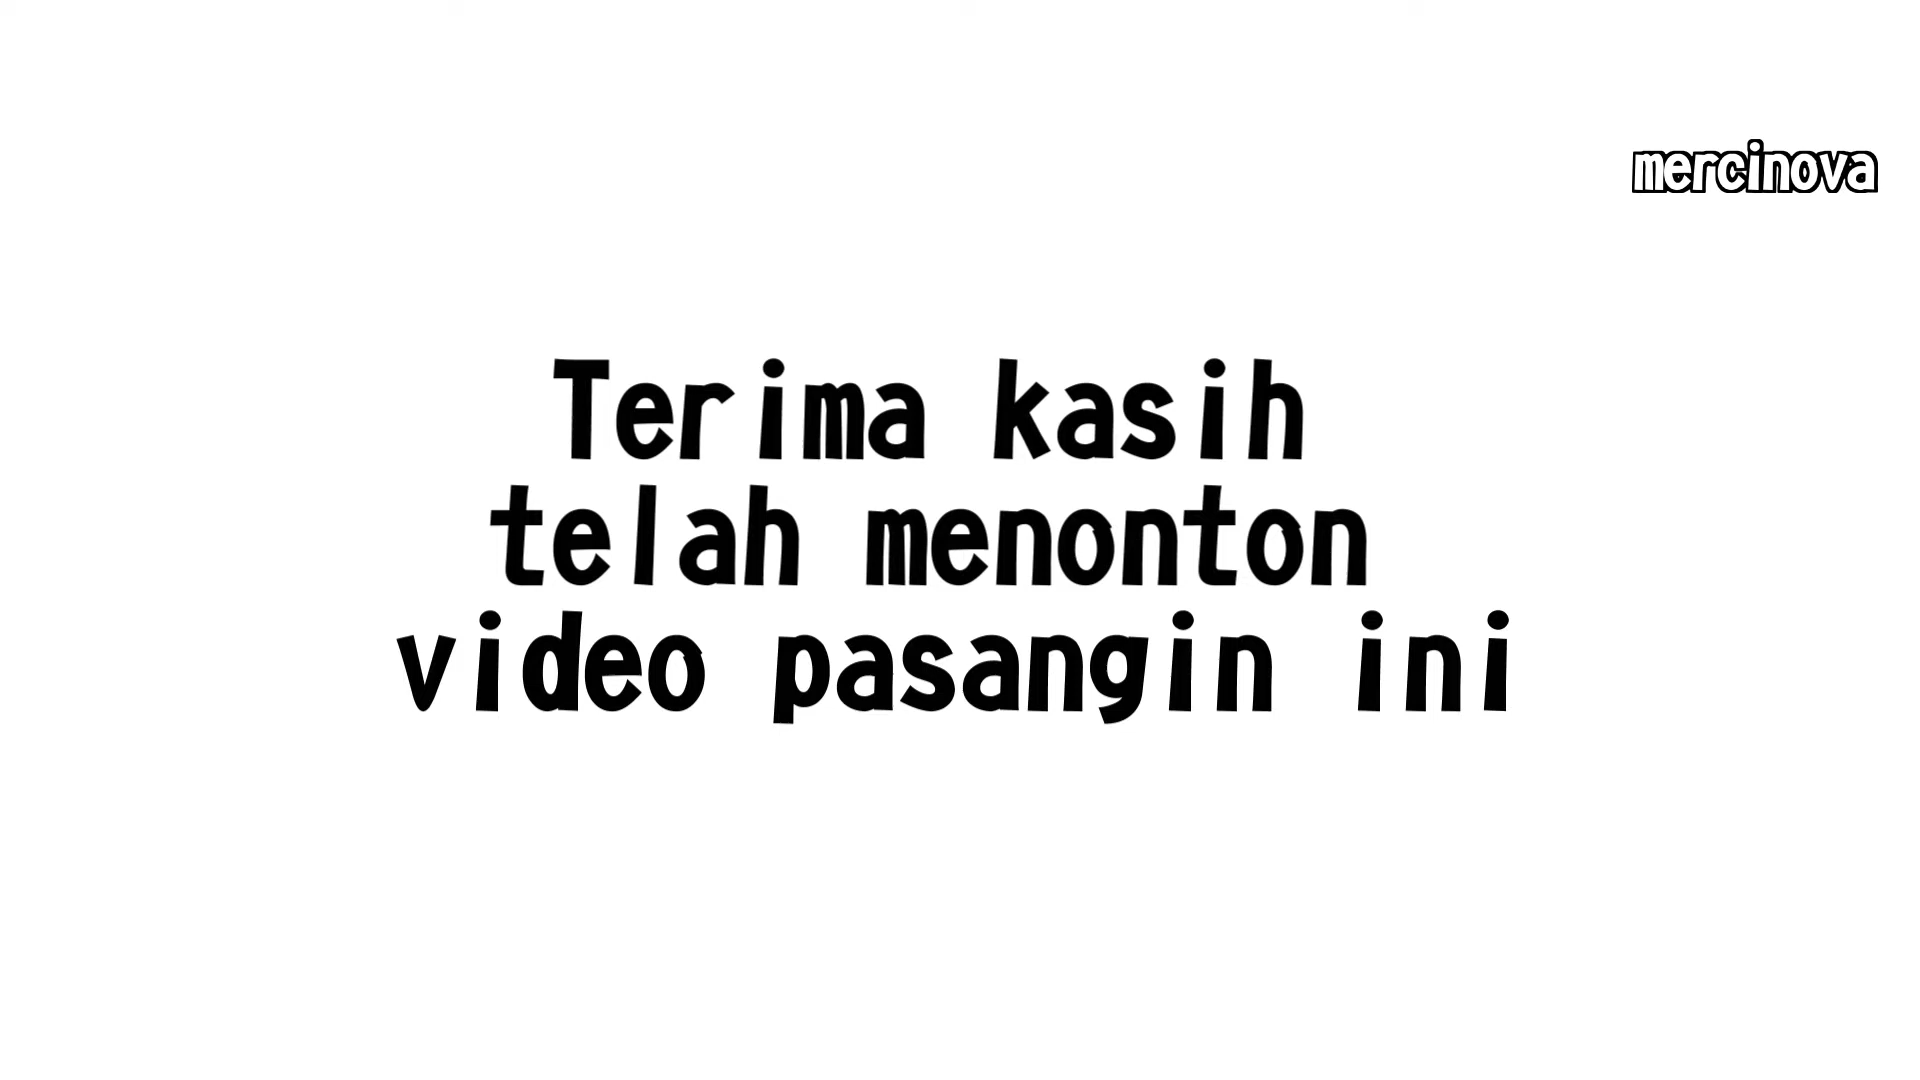 mercinova
Terima kasih
telah menonton
video pasangin ini